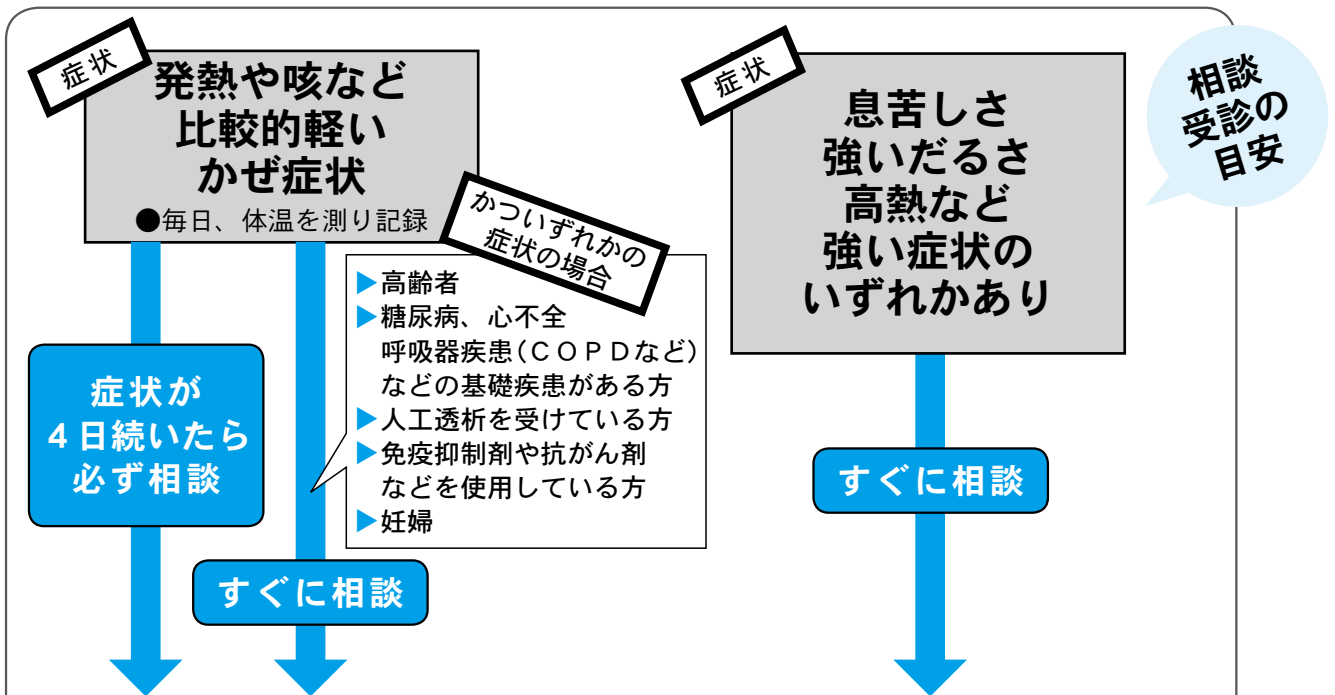 症状
発熱や咳など
比較的軽い
かぜ症状
●毎日、体温を測り記録
かついずれかの
症状の場合
▶高齢者
▶糖尿病、心不全
呼吸器疾患(ＣＯＰＤなど)
などの基礎疾患がある方
▶人工透析を受けている方
▶免疫抑制剤や抗がん剤
などを使用している方
▶妊婦
症状が
４日続いたら
必ず相談
すぐに相談
症状
息苦しさ
強いだるさ
高熱など
強い症状の
いずれかあり
すぐに相談
相談
受診の
目安